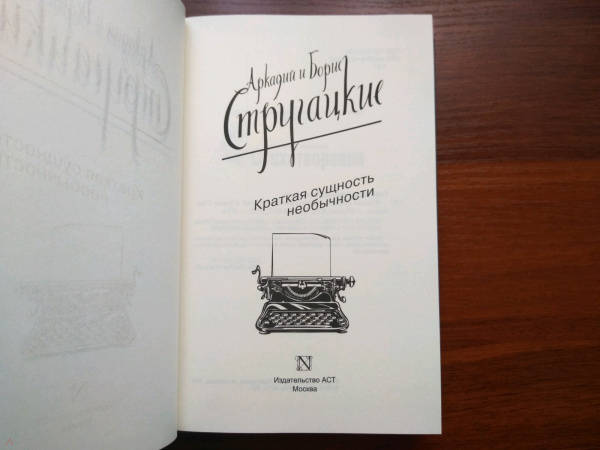 Аркадий и Борис
Стругацкие
Краткая сущность
необычности
N
Издательство АСТ
Москва